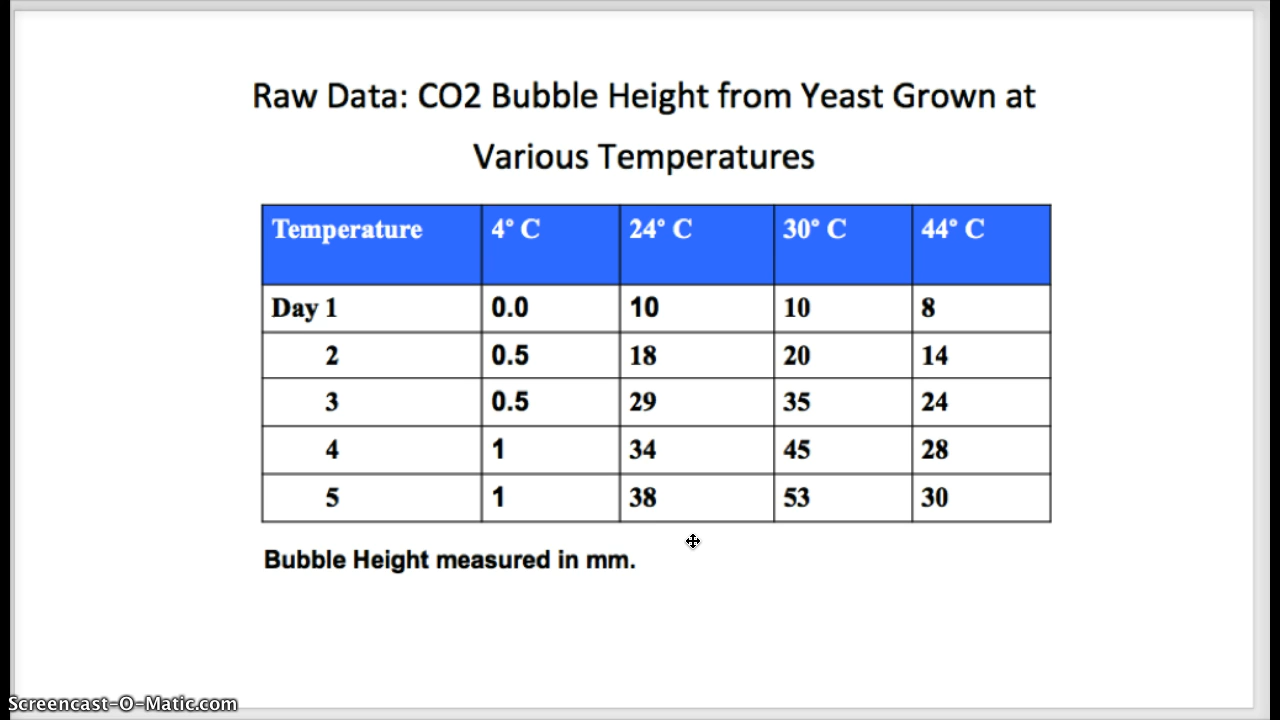 Raw Data: CO2 Bubble Height from Yeast Grown at
Various Temperatures
Temperature 4° C 24° C 30° C 44° C
Day 1 0.0 10 10 8
2 0.5 18 20 14
3 0.5 29 35 24
4 1 34 45 28
5 1 38 53 30
Bubble Height measured in mm.
Screencast-O-Matic.com